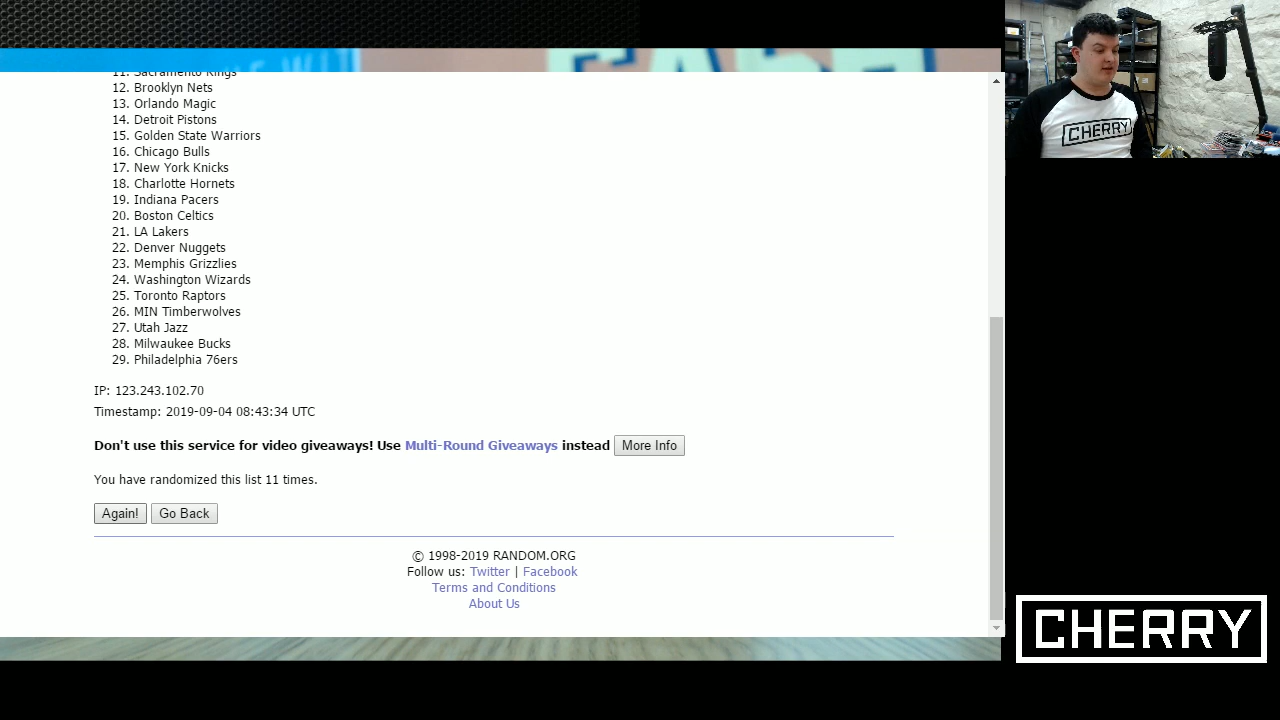 11. Sacramento Kings
12. Brooklyn Nets
13. Orlando Magic
14. Detroit Pistons
15. Golden State Warriors
16. Chicago Bulls
17. New York Knicks
18. Charlotte Hornets
19. Indiana Pacers
20. Boston Celtics
21. LA Lakers
22. Denver Nuggets
23. Memphis Grizzlies
24. Washington Wizards
25. Toronto Raptors
26. MIN Timberwolves
27. Utah Jazz
28. Milwaukee Bucks
29. Philadelphia 76ers
IP: 123.243.102.70
Timestamp: 2019-09-04 08:43:34 UTC
Don't use this service for video giveaways! Use Multi-Round Giveaways instead More Info
You have randomized this list 11 times.
Again! Go Back
© 1998-2019 RANDOM.ORG
Follow us: Twitter | Facebook
Terms and Conditions
About Us
CHERRY
CHERRY